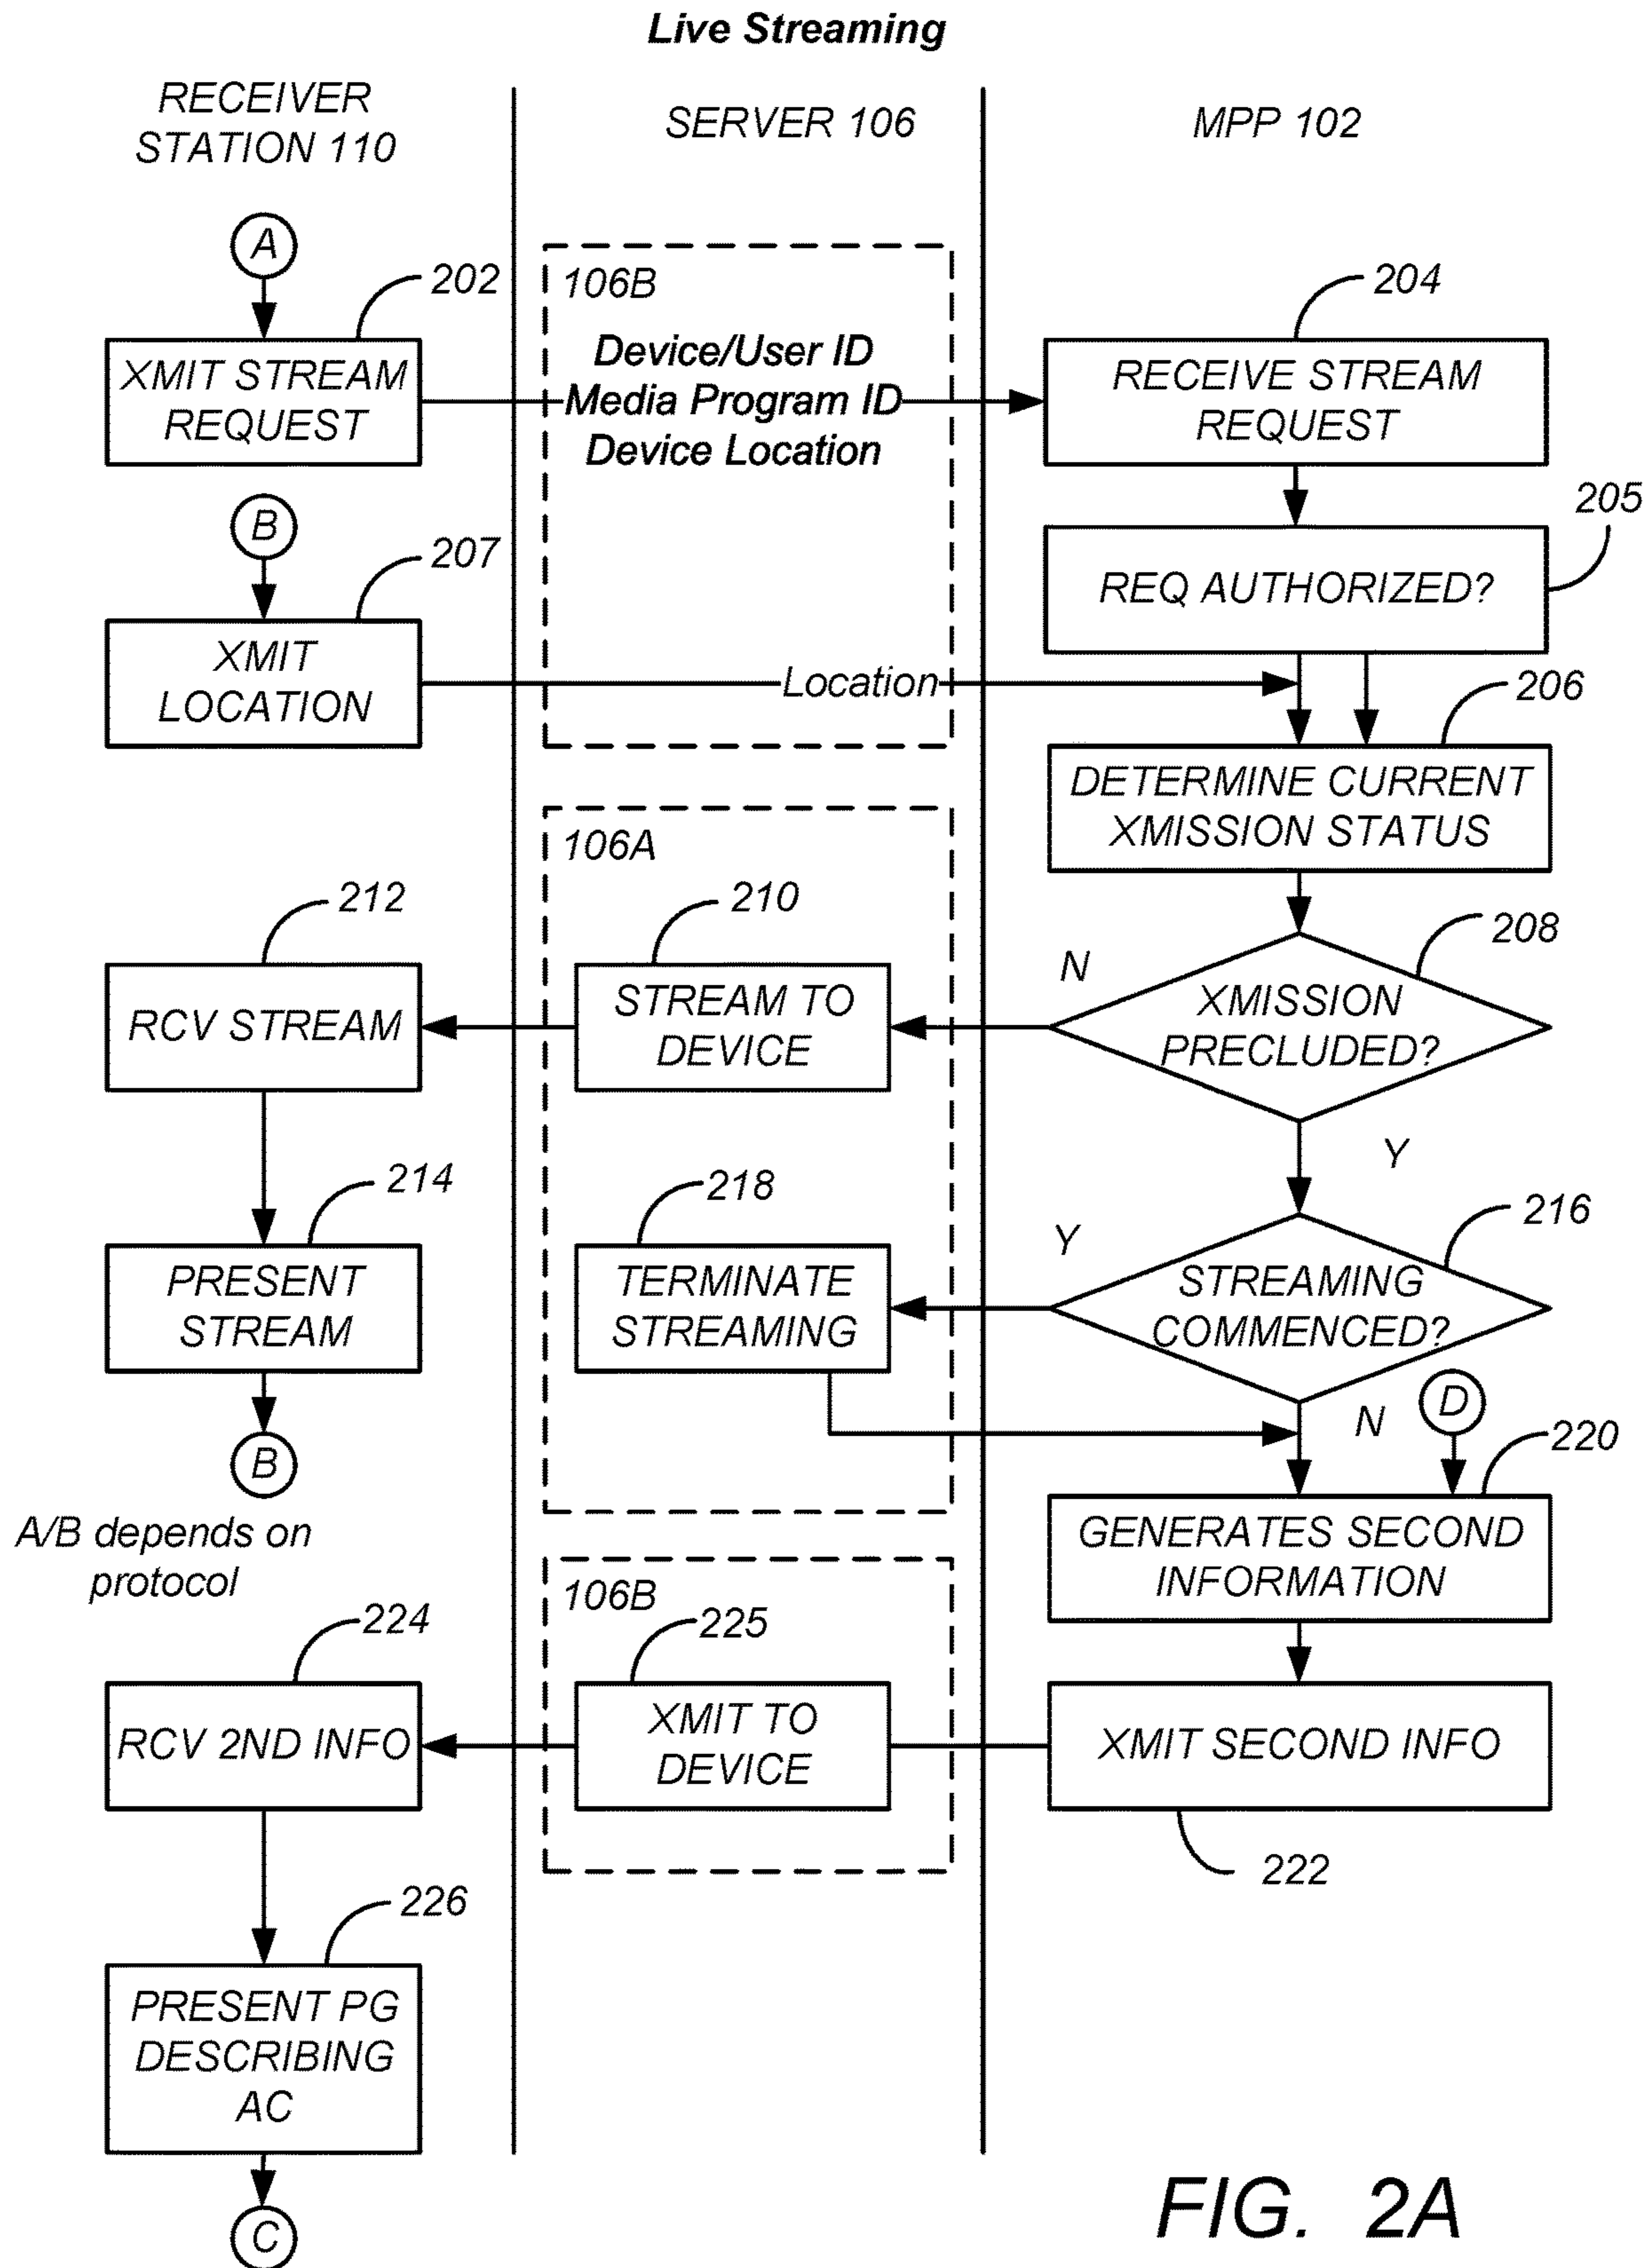 Live Streaming
RECEIVER
STATION 110
SERVER 106
MPP 102
A
202
106B
204
XMIT STREAM
REQUEST
Device/User ID
Media Program ID
Device Location
RECEIVE STREAM
REQUEST
B
207
205
REQ AUTHORIZED?
XMIT
LOCATION
Location
206
DETERMINE CURRENT
XMISSION STATUS
106A
212
210
208
RCV STREAM
STREAM TO
DEVICE
N
XMISSION
PRECLUDED?
Y
214
218
216
PRESENT
STREAM
TERMINATE
STREAMING
Y
STREAMING
COMMENCED?
N
D
B
220
A/B depends on
protocol
GENERATES SECOND
INFORMATION
106B
224
225
RCV 2ND INFO
XMIT TO
DEVICE
XMIT SECOND INFO
222
226
PRESENT PG
DESCRIBING
AC
C
FIG. 2A